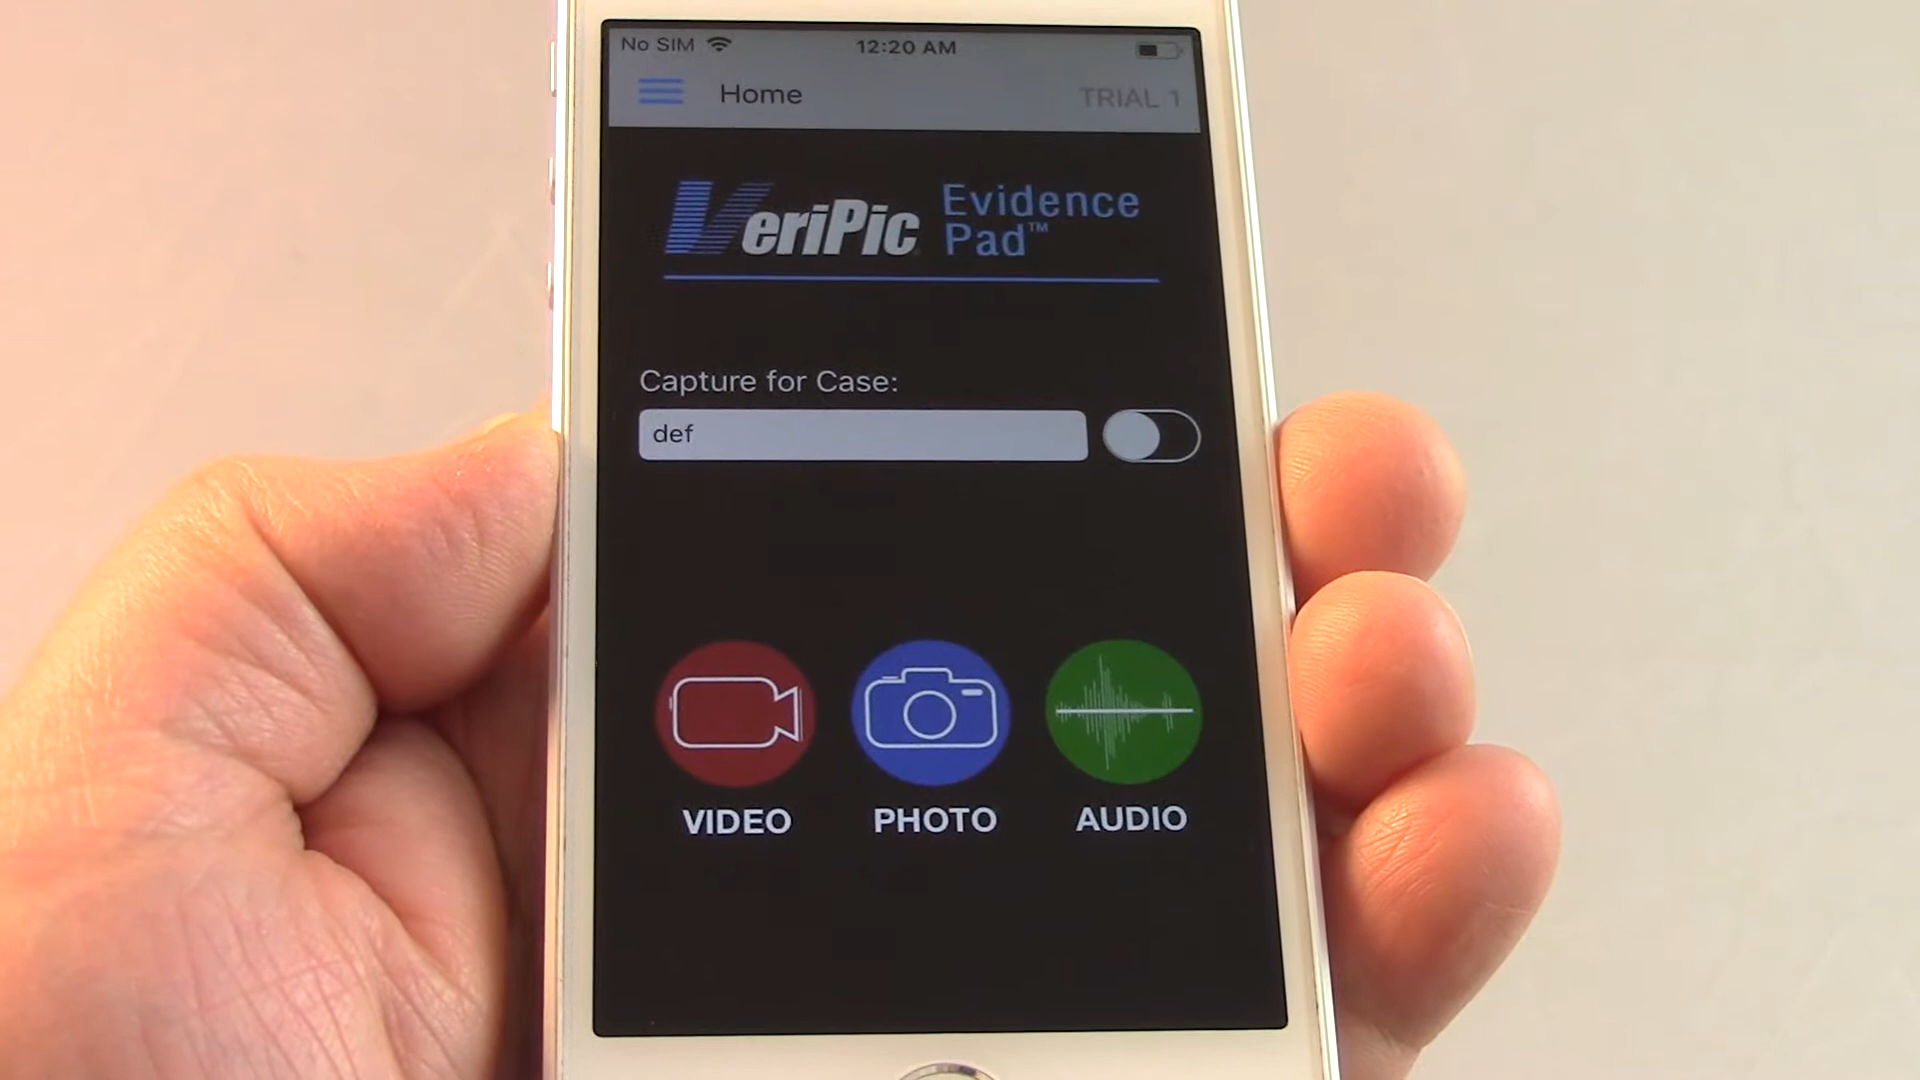 No SIM 12:20 AM
Home TRIAL 1
VeriPic Evidence Pad™
Capture for Case:
def
VIDEO PHOTO AUDIO